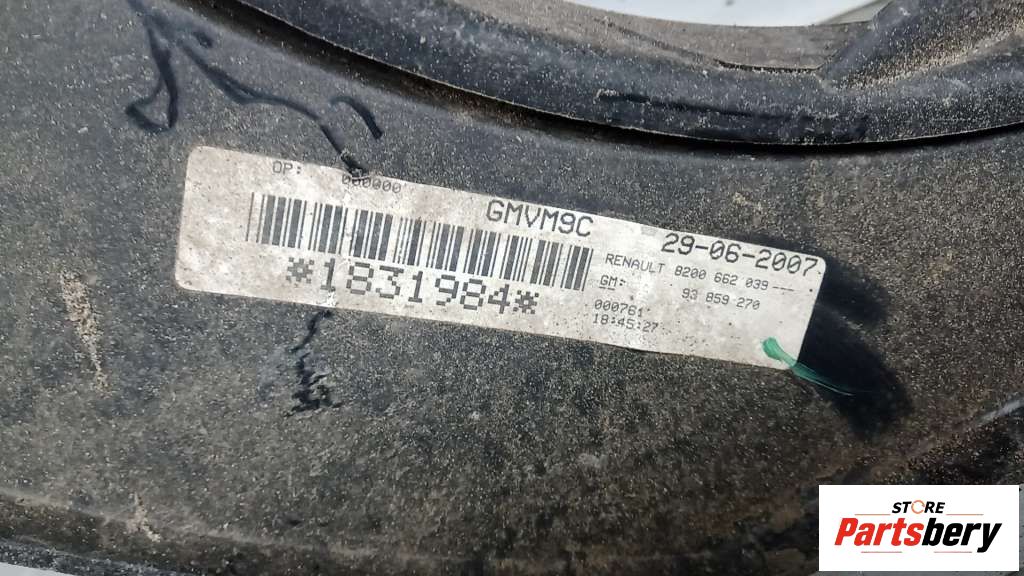 OP: 000000
GMVM9C 29-06-2007
RENAULT 8200 662 039---
GM: 93 859 270
*1831984*
000761
18:45:27
STORE
Partsbery